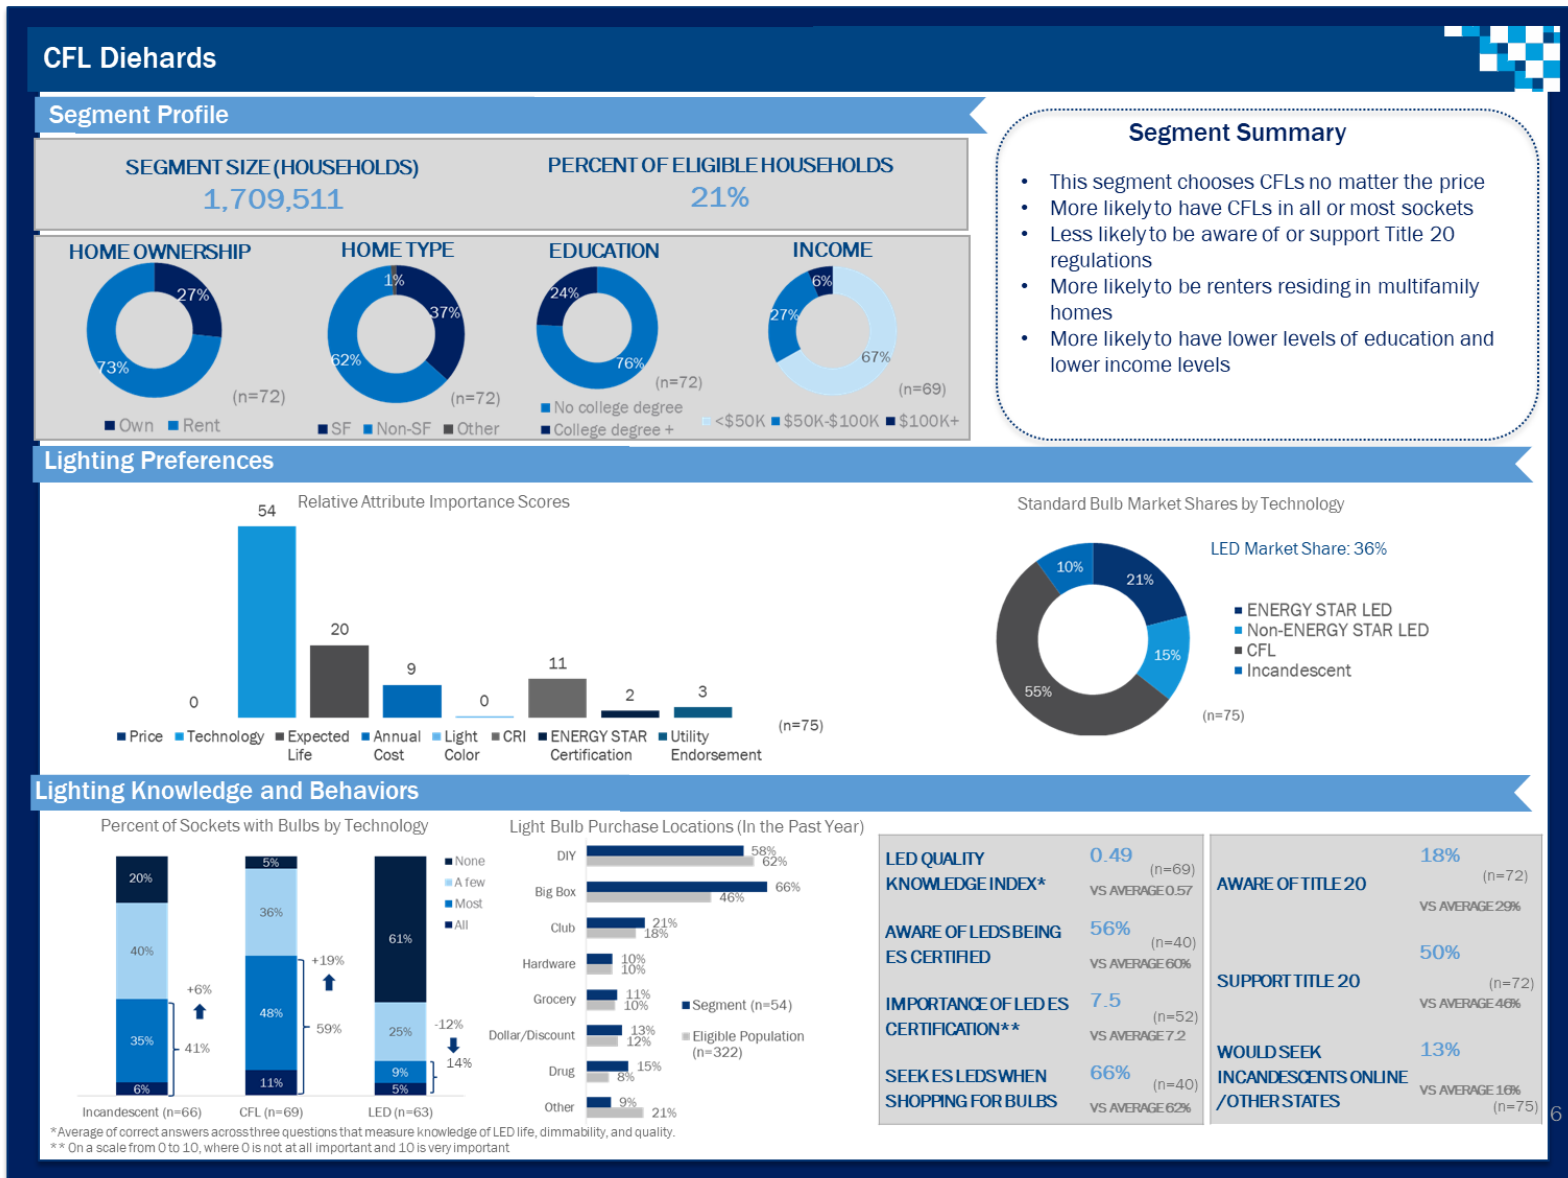 CFL Diehards
Segment Profile
SEGMENT SIZE (HOUSEHOLDS)
1,709,511
PERCENT OF ELIGIBLE HOUSEHOLDS
21%
HOME OWNERSHIP
27%
73%
(n=72)
Own Rent
HOME TYPE
1%
37%
62%
(n=72)
SF Non-SF Other
EDUCATION
24%
76%
(n=72)
No college degree
College degree +
INCOME
6%
27%
67%
(n=69)
<$50K $50K-$100K $100K+
Segment Summary
• This segment chooses CFLs no matter the price
• More likely to have CFLs in all or most sockets
• Less likely to be aware of or support Title 20
regulations
• More likely to be renters residing in multifamily
homes
• More likely to have lower levels of education and
lower income levels
Lighting Preferences
Relative Attribute Importance Scores
0
54
20
9
0
11
2
3
(n=75)
Price Technology Expected Annual Light CRI ENERGY STAR Utility
Life Cost Color Certification Endorsement
Standard Bulb Market Shares by Technology
LED Market Share: 36%
10%
21%
15%
55%
(n=75)
ENERGY STAR LED
Non-ENERGY STAR LED
CFL
Incandescent
Lighting Knowledge and Behaviors
Percent of Sockets with Bulbs by Technology
20%
40%
35%
6%
+6%
41%
5%
36%
48%
11%
+19%
59%
61%
25%
9%
5%
-12%
14%
None
A few
Most
All
Incandescent (n=66) CFL (n=69) LED (n=63)
Light Bulb Purchase Locations (In the Past Year)
DIY 58%
62%
Big Box 66%
46%
Club 21%
18%
Hardware 10%
10%
Grocery 11%
10%
Dollar/Discount 13%
12%
Drug 15%
8%
Other 9%
21%
Segment (n=54)
Eligible Population
(n=322)
LED QUALITY
KNOWLEDGE INDEX*
0.49
(n=69)
VS AVERAGE 0.57
AWARE OF LEDS BEING
ES CERTIFIED
56%
(n=40)
VS AVERAGE 60%
IMPORTANCE OF LED ES
CERTIFICATION**
7.5
(n=52)
VS AVERAGE 7.2
SEEK ES LEDS WHEN
SHOPPING FOR BULBS
66%
(n=40)
VS AVERAGE 62%
AWARE OF TITLE 20
18%
(n=72)
VS AVERAGE 29%
SUPPORT TITLE 20
50%
(n=72)
VS AVERAGE 46%
WOULD SEEK
INCANDESCENTS ONLINE
/OTHER STATES
13%
VS AVERAGE 16%
(n=75)
6
*Average of correct answers across three questions that measure knowledge of LED life, dimmability, and quality.
** On a scale from 0 to 10, where 0 is not at all important and 10 is very important